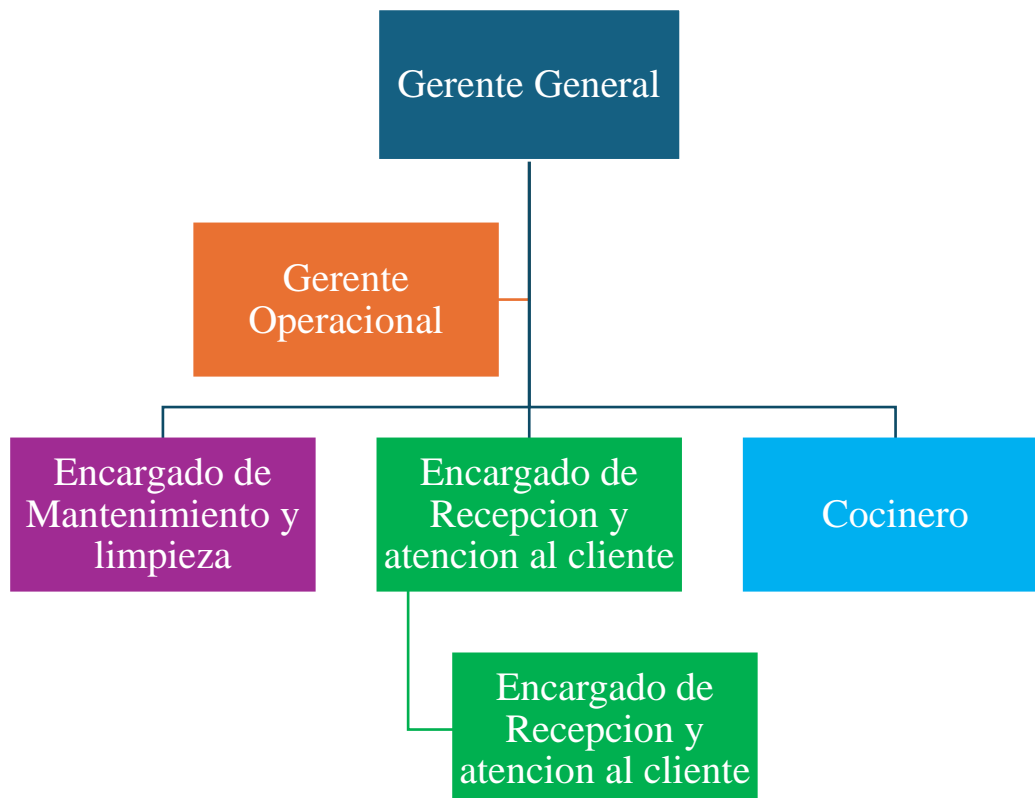 Gerente General
Gerente
Operacional
Encargado de
Mantenimiento y
limpieza
Encargado de
Recepcion y
atencion al cliente
Cocinero
Encargado de
Recepcion y
atencion al cliente